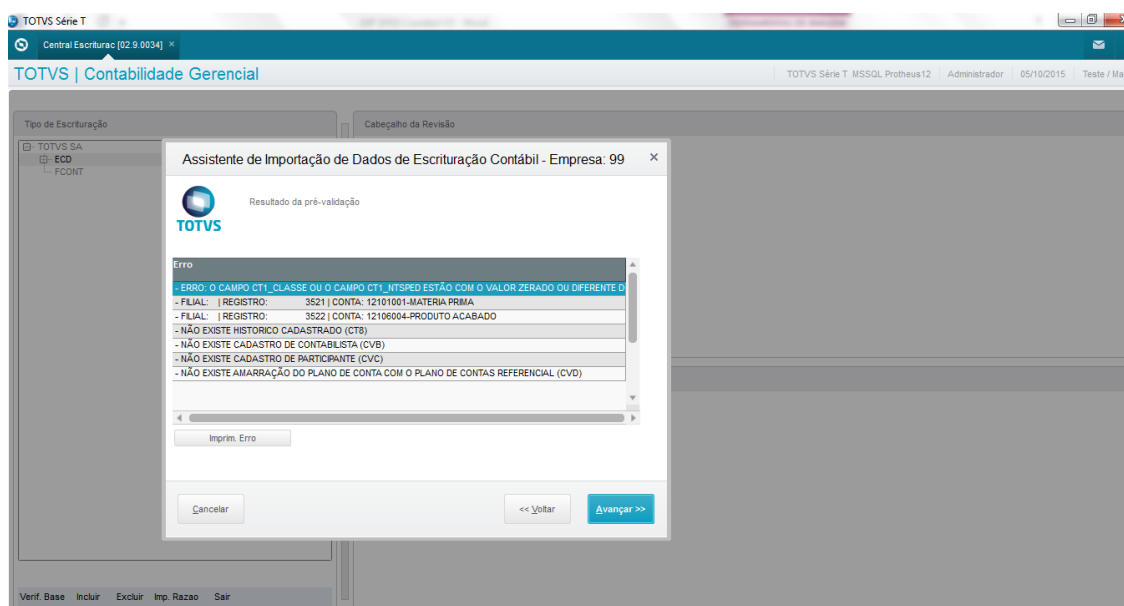 TOTVS Série T
Central Escriturac [02.9.0034] ×
TOTVS | Contabilidade Gerencial
TOTVS Série T MSSQL Protheus12 Administrador 05/10/2015 Teste /
Tipo de Escrituração
Cabeçalho da Revisão
TOTVS SA
ECD
FCONT
Assistente de Importação de Dados de Escrituração Contábil - Empresa: 99 ×
Resultado da pré-validação
TOTVS
Erro
- ERRO: O CAMPO CT1_CLASSE OU O CAMPO CT1_NTSPED ESTÃO COM O VALOR ZERADO OU DIFERENTE D
- FILIAL: | REGISTRO: 3521 | CONTA: 12101001-MATERIA PRIMA
- FILIAL: | REGISTRO: 3522 | CONTA: 12106004-PRODUTO ACABADO
- NÃO EXISTE HISTORICO CADASTRADO (CT8)
- NÃO EXISTE CADASTRO DE CONTABILISTA (CVB)
- NÃO EXISTE CADASTRO DE PARTICIPANTE (CVC)
- NÃO EXISTE AMARRAÇÃO DO PLANO DE CONTA COM O PLANO DE CONTAS REFERENCIAL (CVD)
Imprim. Erro
Cancelar
<< Voltar
Avançar >>
Verif. Base Incluir Excluir Imp. Razao Sair